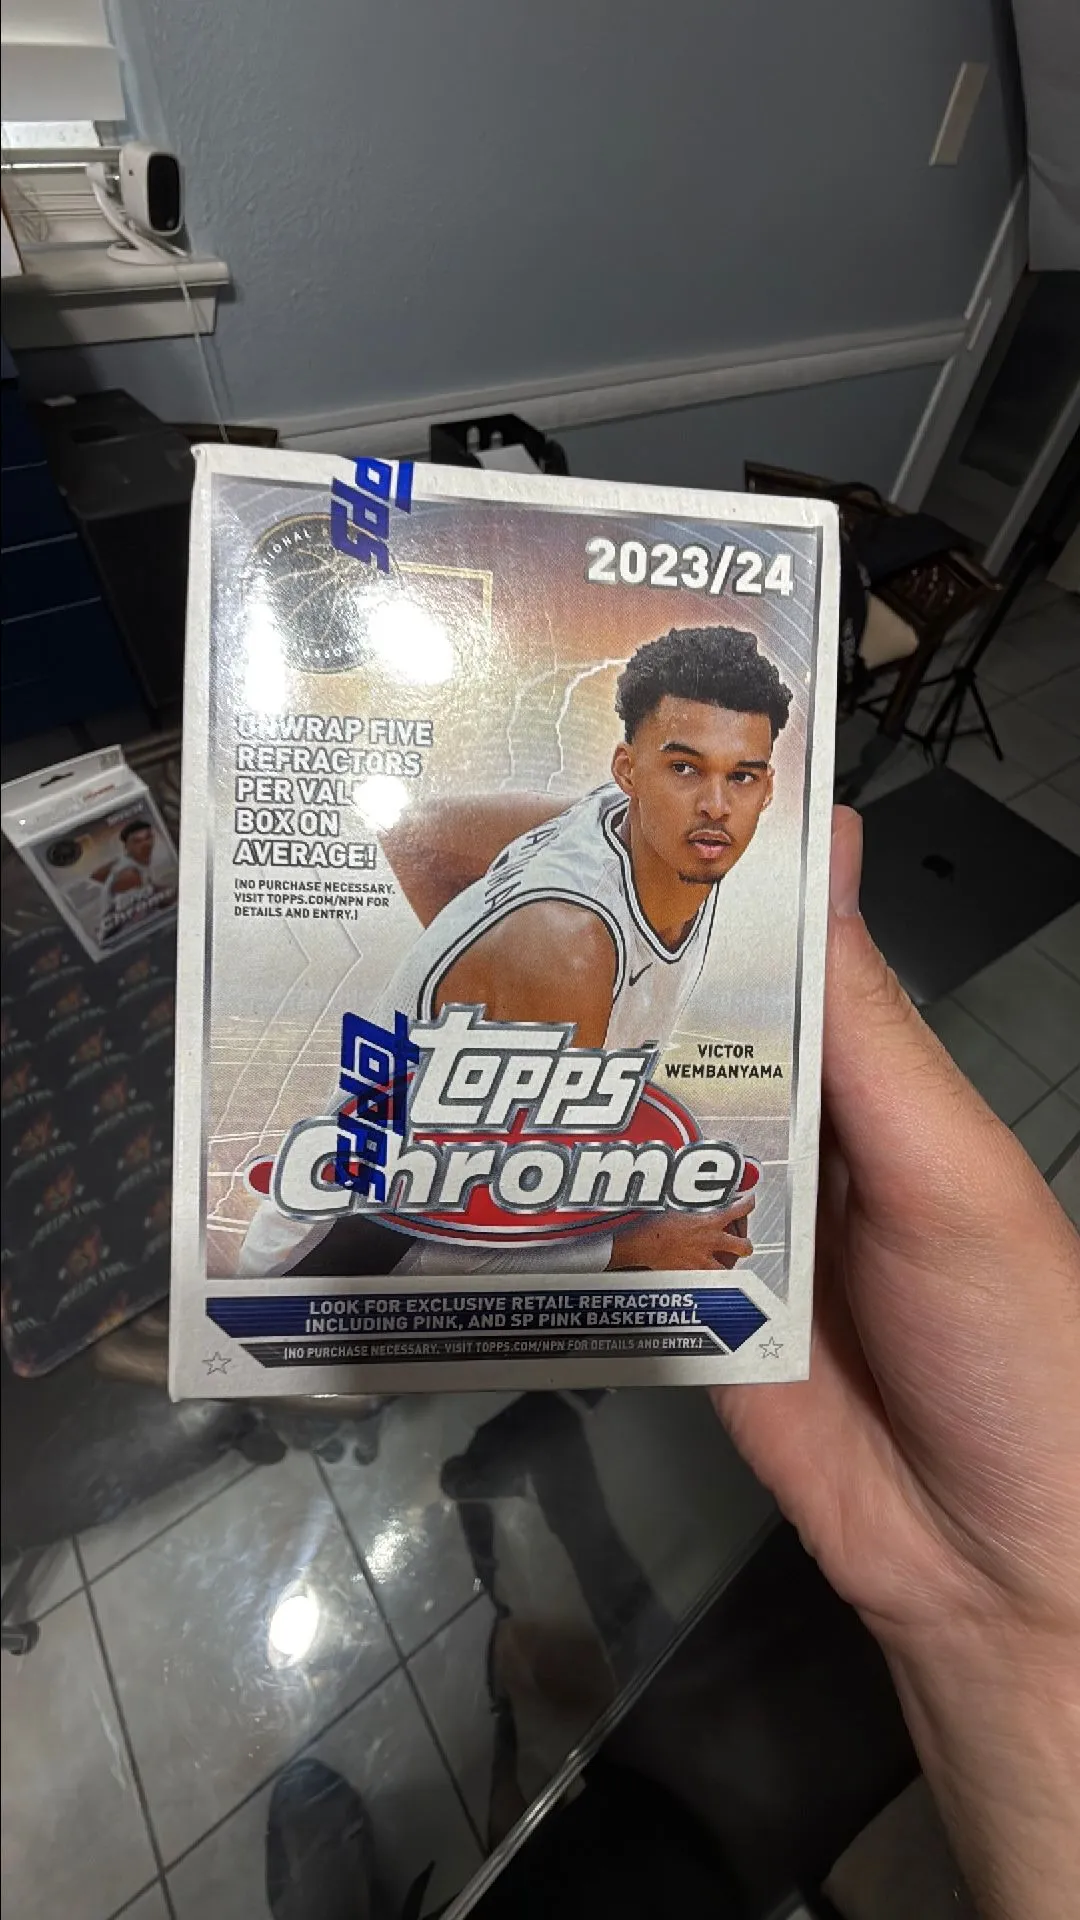 2023/24
UNWRAP FIVE
REFRACTORS
PER
BOX ON
AVERAGE!
(NO PURCHASE NECESSARY.
VISIT TOPPS.COM/NPN FOR
DETAILS AND ENTRY.)
VICTOR
WEMBANYAMA
topps
Chrome
topps
LOOK FOR EXCLUSIVE RETAIL REFRACTORS,
INCLUDING PINK, AND SP PINK BASKETBALL
(NO PURCHASE NECESSARY. VISIT TOPPS.COM/NPN FOR DETAILS AND ENTRY.)
Chrome